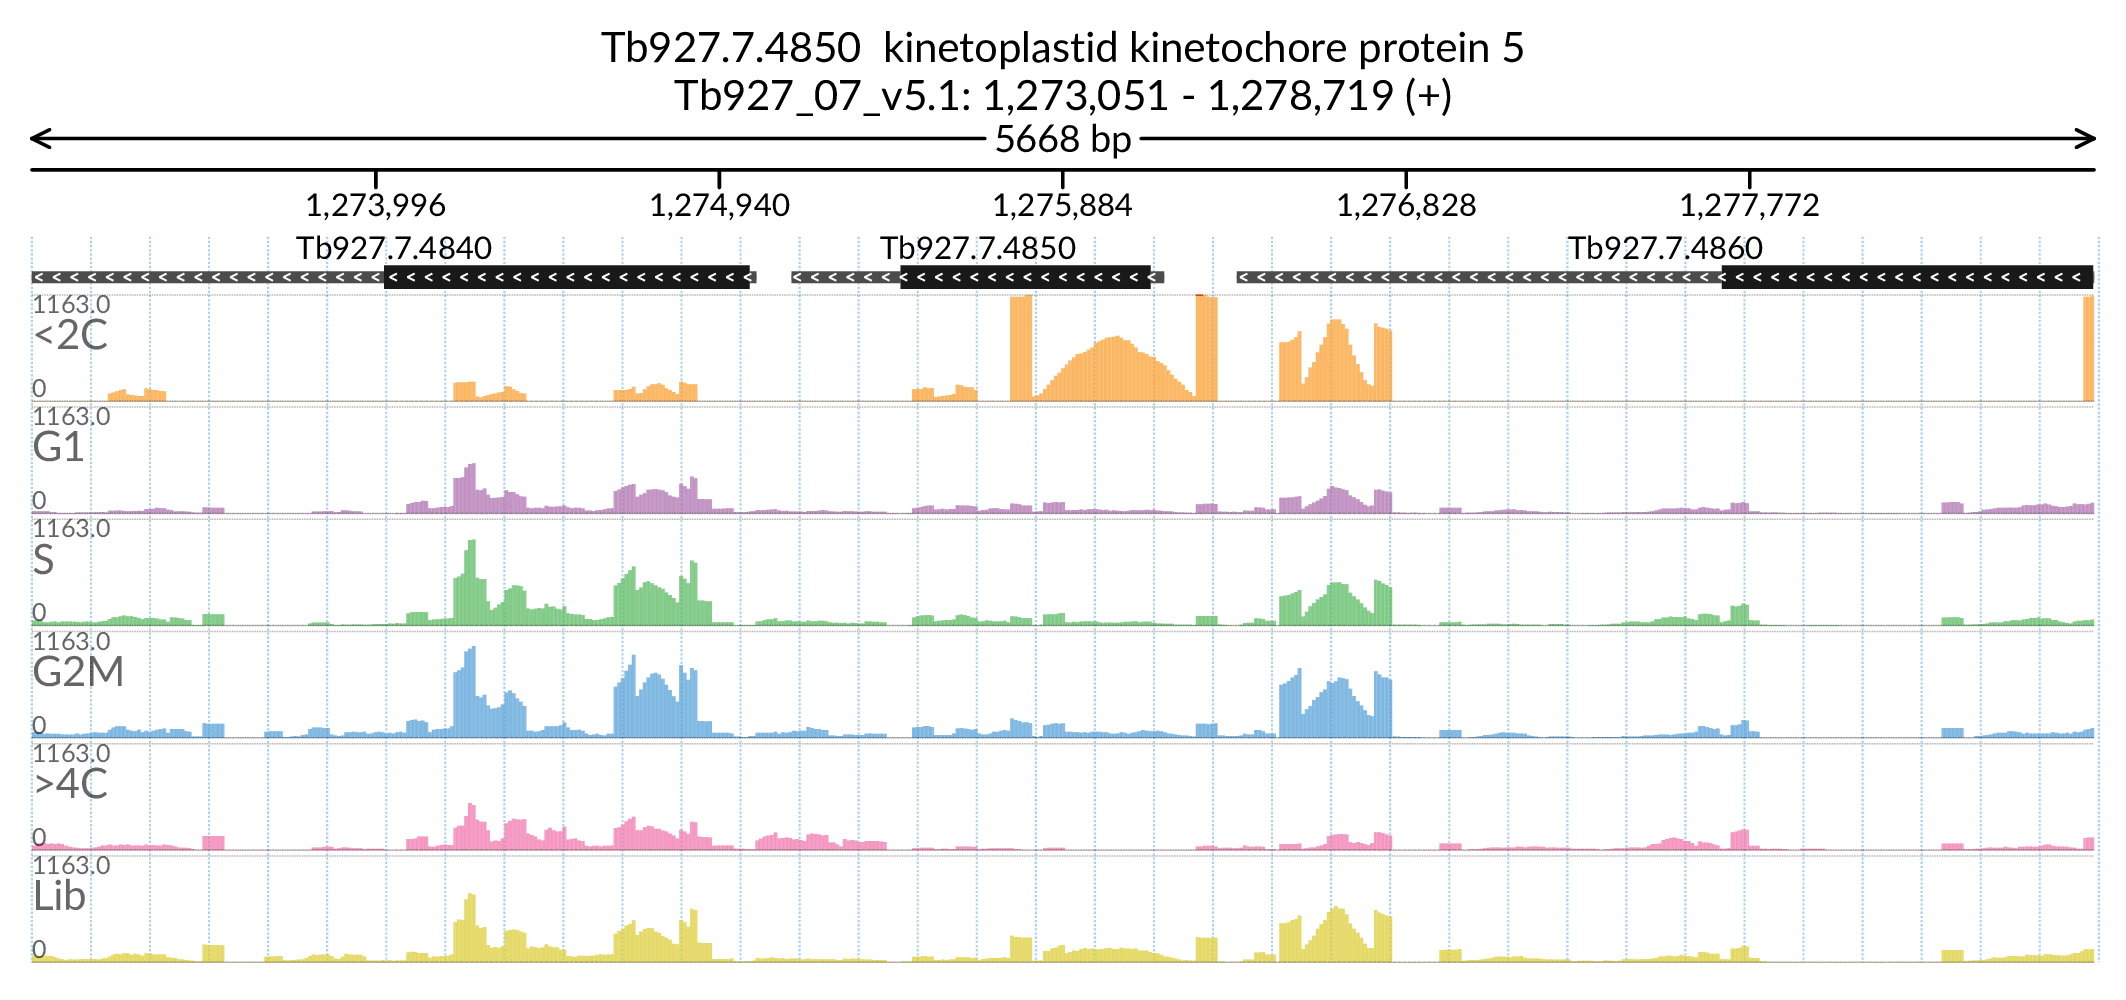 Tb927.7.4850 kinetoplastid kinetochore protein 5
Tb927_07_v5.1: 1,273,051 - 1,278,719 (+)
5668 bp
1,273,996 1,274,940 1,275,884 1,276,828 1,277,772
Tb927.7.4840 Tb927.7.4850 Tb927.7.4860
1163.0
<2C
0
1163.0
G1
0
1163.0
S
0
1163.0
G2M
0
1163.0
>4C
0
1163.0
Lib
0